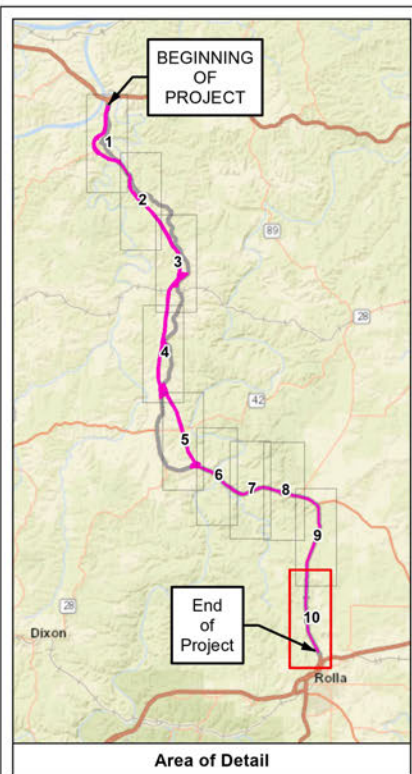 BEGINNING
OF
PROJECT
1
2
89
3
28
4
42
5
6
7
8
9
10
28
Dixon
End
of
Project
Rolla
Area of Detail